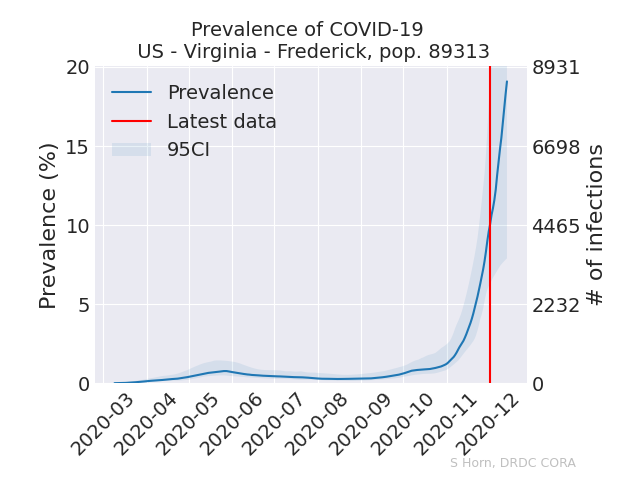 Prevalence of COVID-19
US - Virginia - Frederick, pop. 89313
Prevalence
Latest data
95CI
Prevalence (%)
20
15
10
5
0
8931
6698
4465
2232
0
# of infections
2020-03
2020-04
2020-05
2020-06
2020-07
2020-08
2020-09
2020-10
2020-11
2020-12
S Horn, DRDC CORA